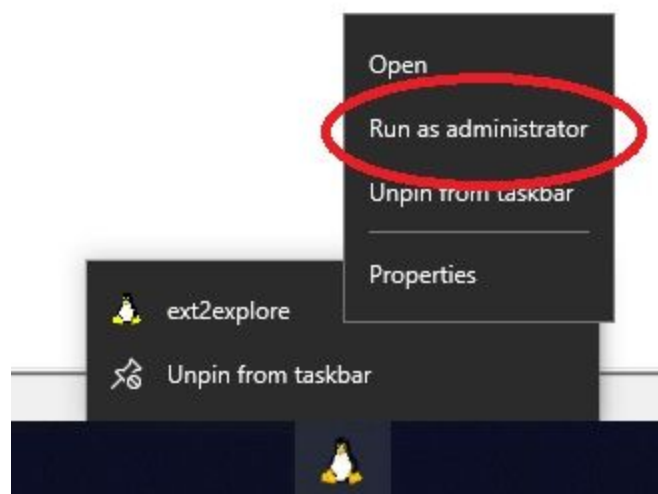 Open
Run as administrator
Unpin from taskbar
Properties
ext2explore
Unpin from taskbar